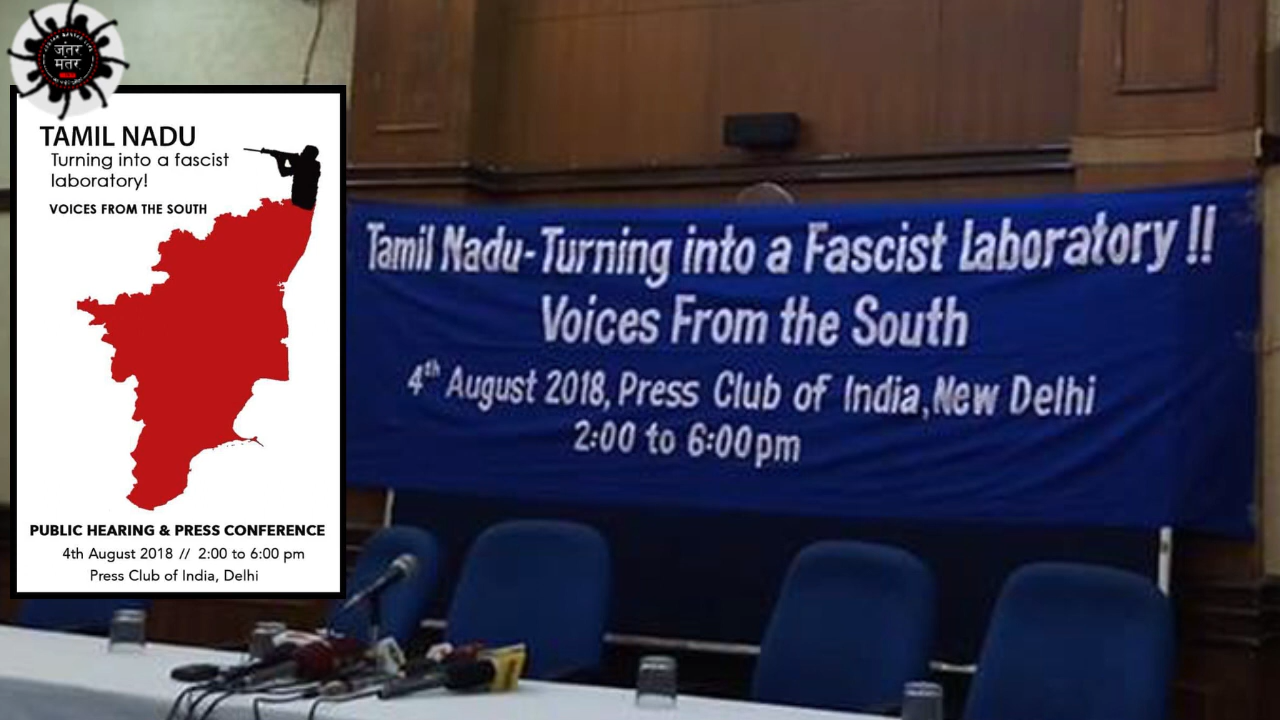 जंतर
मंतर
TAMIL NADU
Turning into a fascist
laboratory!
VOICES FROM THE SOUTH
PUBLIC HEARING & PRESS CONFERENCE
4th August 2018 // 2:00 to 6:00 pm
Press Club of India, Delhi
Tamil Nadu-Turning into a Fascist Laboratory !!
Voices From the South
4th August 2018, Press Club of India, New Delhi
2:00 to 6:00pm